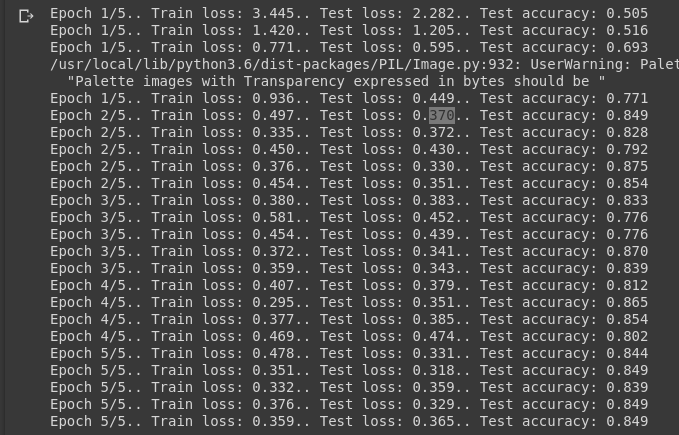 Epoch 1/5.. Train loss: 3.445.. Test loss: 2.282.. Test accuracy: 0.505
Epoch 1/5.. Train loss: 1.420.. Test loss: 1.205.. Test accuracy: 0.516
Epoch 1/5.. Train loss: 0.771.. Test loss: 0.595.. Test accuracy: 0.693
/usr/local/lib/python3.6/dist-packages/PIL/Image.py:932: UserWarning: Palet
"Palette images with Transparency expressed in bytes should be "
Epoch 1/5.. Train loss: 0.936.. Test loss: 0.449.. Test accuracy: 0.771
Epoch 2/5.. Train loss: 0.497.. Test loss: 0.370.. Test accuracy: 0.849
Epoch 2/5.. Train loss: 0.335.. Test loss: 0.372.. Test accuracy: 0.828
Epoch 2/5.. Train loss: 0.450.. Test loss: 0.430.. Test accuracy: 0.792
Epoch 2/5.. Train loss: 0.376.. Test loss: 0.330.. Test accuracy: 0.875
Epoch 2/5.. Train loss: 0.454.. Test loss: 0.351.. Test accuracy: 0.854
Epoch 3/5.. Train loss: 0.380.. Test loss: 0.383.. Test accuracy: 0.833
Epoch 3/5.. Train loss: 0.581.. Test loss: 0.452.. Test accuracy: 0.776
Epoch 3/5.. Train loss: 0.454.. Test loss: 0.439.. Test accuracy: 0.776
Epoch 3/5.. Train loss: 0.372.. Test loss: 0.341.. Test accuracy: 0.870
Epoch 3/5.. Train loss: 0.359.. Test loss: 0.343.. Test accuracy: 0.839
Epoch 4/5.. Train loss: 0.407.. Test loss: 0.379.. Test accuracy: 0.812
Epoch 4/5.. Train loss: 0.295.. Test loss: 0.351.. Test accuracy: 0.865
Epoch 4/5.. Train loss: 0.377.. Test loss: 0.385.. Test accuracy: 0.854
Epoch 4/5.. Train loss: 0.469.. Test loss: 0.474.. Test accuracy: 0.802
Epoch 5/5.. Train loss: 0.478.. Test loss: 0.331.. Test accuracy: 0.844
Epoch 5/5.. Train loss: 0.351.. Test loss: 0.318.. Test accuracy: 0.849
Epoch 5/5.. Train loss: 0.332.. Test loss: 0.359.. Test accuracy: 0.839
Epoch 5/5.. Train loss: 0.376.. Test loss: 0.329.. Test accuracy: 0.849
Epoch 5/5.. Train loss: 0.359.. Test loss: 0.365.. Test accuracy: 0.849